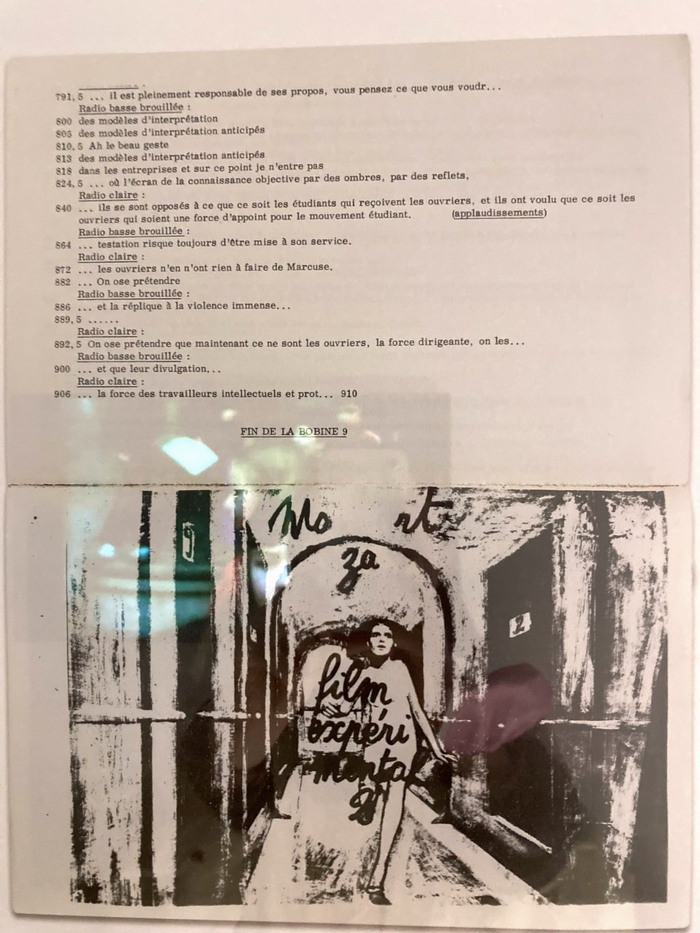 791,5 ... il est pleinement responsable de ses propos, vous pensez ce que vous voudr...
Radio basse brouillée :
800 des modèles d'interprétation
805 des modèles d'interprétation anticipés
810,5 Ah le beau geste
813 des modèles d'interprétation anticipés
818 dans les entreprises et sur ce point je n'entre pas
824,5 ... où l'écran de la connaissance objective par des ombres, par des reflets,
Radio claire :
840 ... ils se sont opposés à ce que ce soit les étudiants qui reçoivent les ouvriers, et ils ont voulu que ce soit les
ouvriers qui soient une force d'appoint pour le mouvement étudiant. (applaudissements)
Radio basse brouillée :
864 ... testation risque toujours d'être mise à son service.
Radio claire :
872 ... les ouvriers n'en n'ont rien à faire de Marcuse.
882 ... On ose prétendre
Radio basse brouillée :
886 ... et la réplique à la violence immense...
889,5 ......
Radio claire :
892,5 On ose prétendre que maintenant ce ne sont les ouvriers, la force dirigeante, on les...
Radio basse brouillée :
900 ... et que leur divulgation...
Radio claire :
906 ... la force des travailleurs intellectuels et prot... 910
FIN DE LA BOBINE 9
Mo rt
za
2
film
expéri
mental